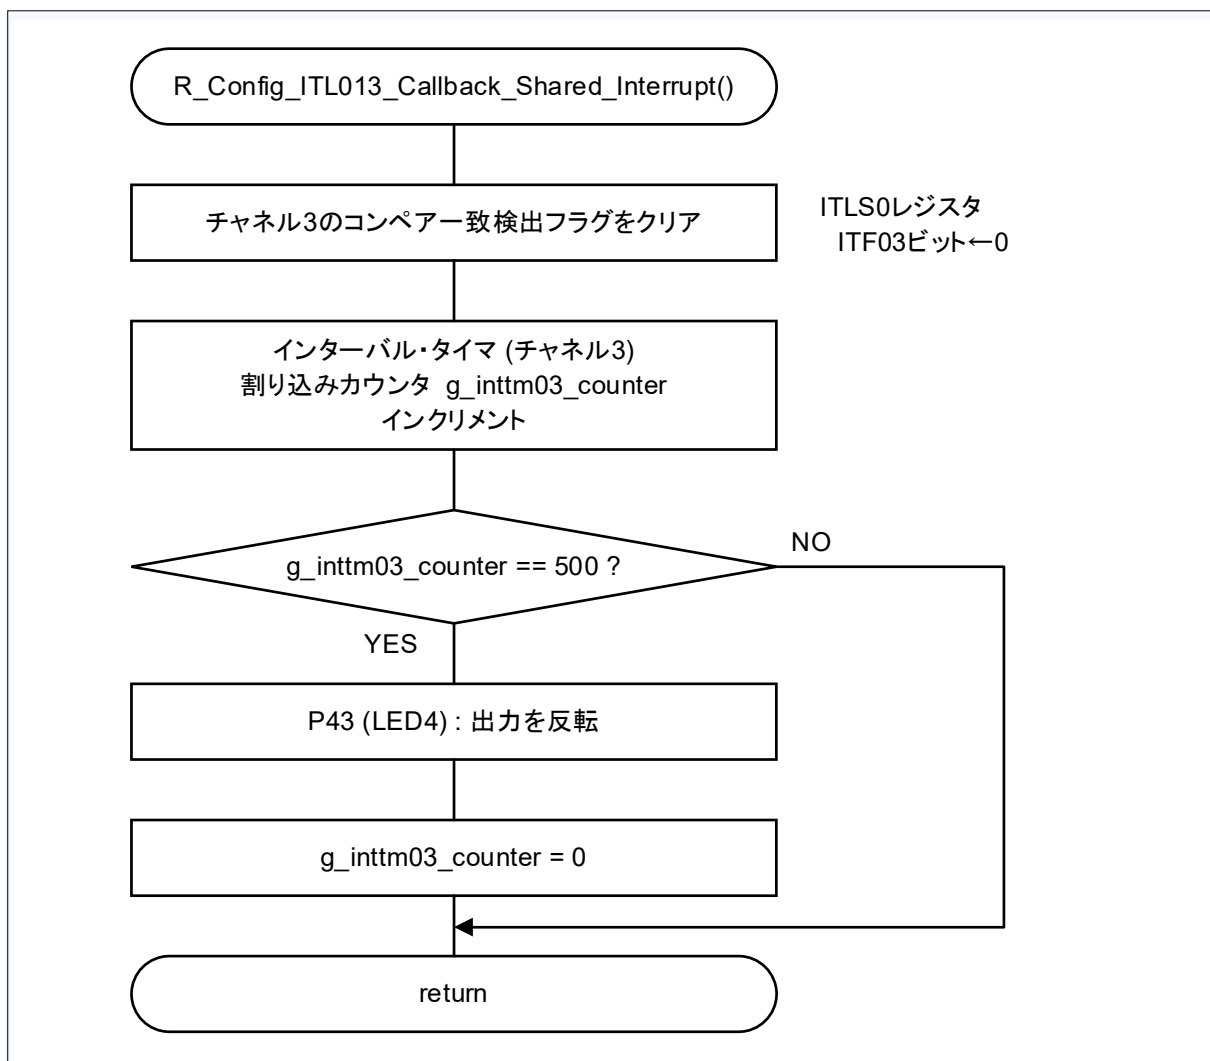 R_Config_ITL013_Callback_Shared_Interrupt()
チャネル3のコンペアー致検出フラグをクリア
ITLS0レジスタ
ITF03ビット←0
インターバル・タイマ (チャネル3)
割り込みカウンタ g_inttm03_counter
インクリメント
g_inttm03_counter == 500 ?
NO
YES
P43 (LED4) : 出力を反転
g_inttm03_counter = 0
return